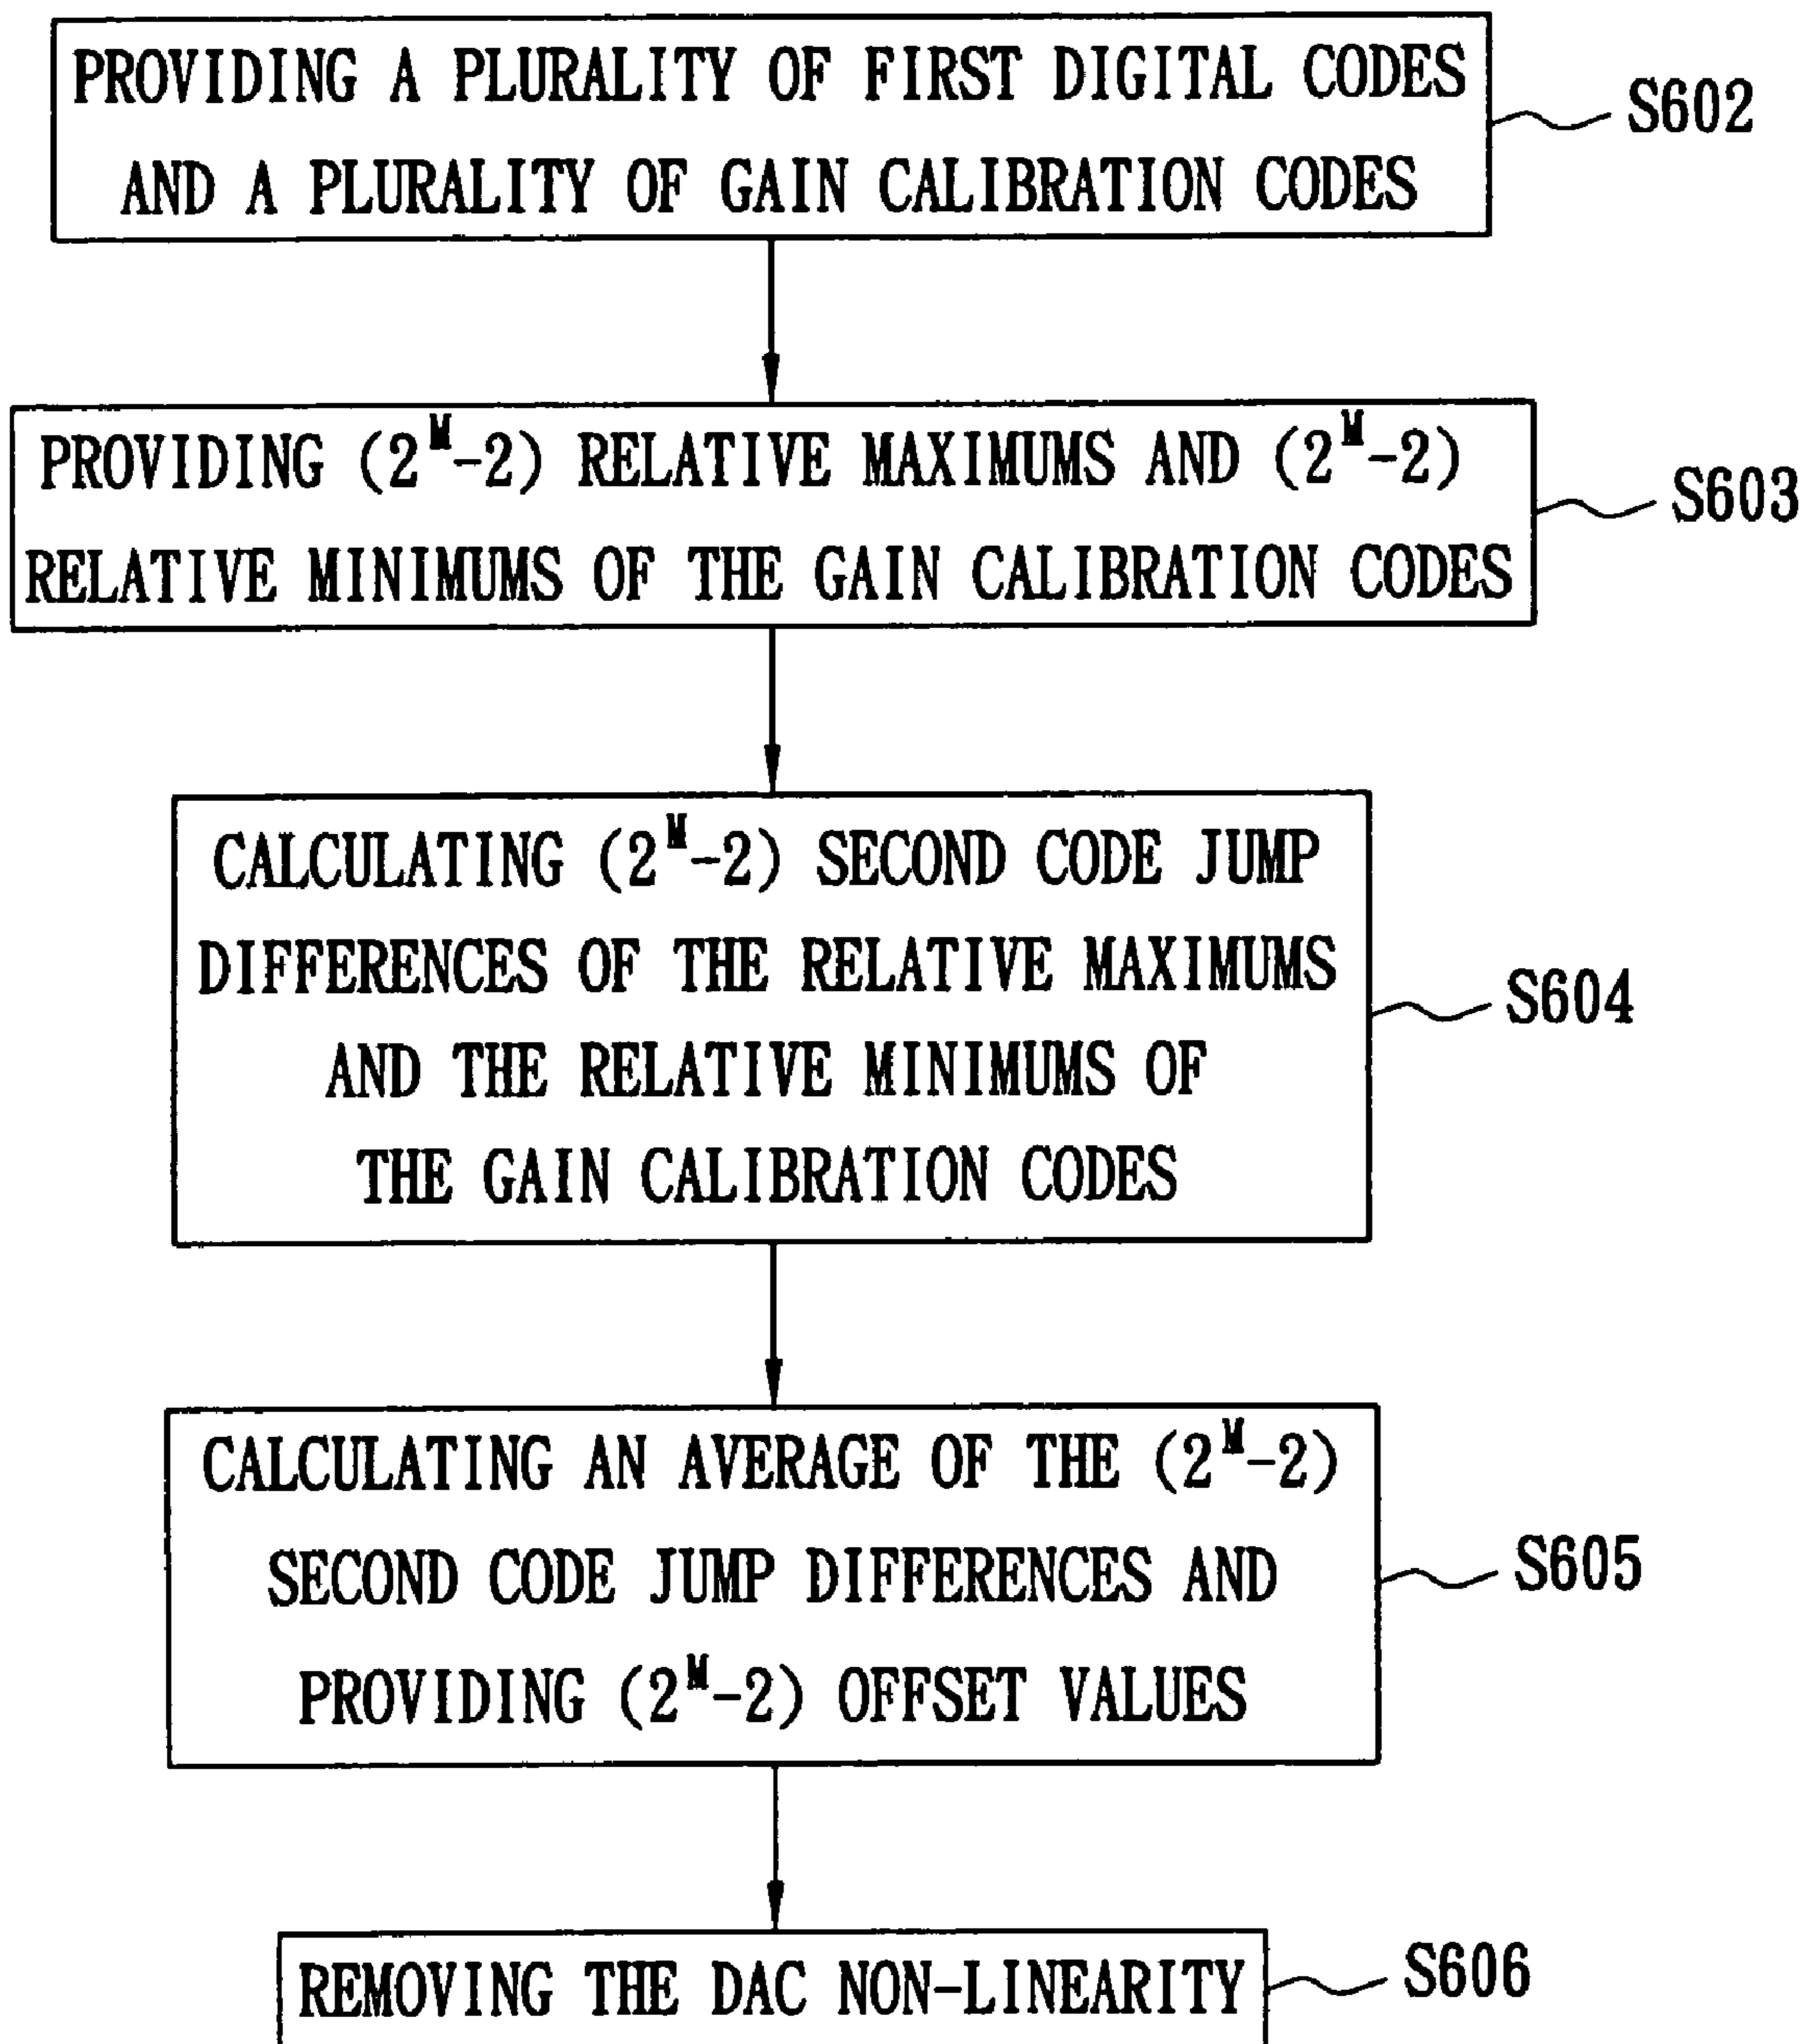 PROVIDING A PLURALITY OF FIRST DIGITAL CODES
AND A PLURALITY OF GAIN CALIBRATION CODES
S602
PROVIDING (2^M-2) RELATIVE MAXIMUMS AND (2^M-2)
RELATIVE MINIMUMS OF THE GAIN CALIBRATION CODES
S603
CALCULATING (2^M-2) SECOND CODE JUMP
DIFFERENCES OF THE RELATIVE MAXIMUMS
AND THE RELATIVE MINIMUMS OF
THE GAIN CALIBRATION CODES
S604
CALCULATING AN AVERAGE OF THE (2^M-2)
SECOND CODE JUMP DIFFERENCES AND
PROVIDING (2^M-2) OFFSET VALUES
S605
REMOVING THE DAC NON-LINEARITY
S606